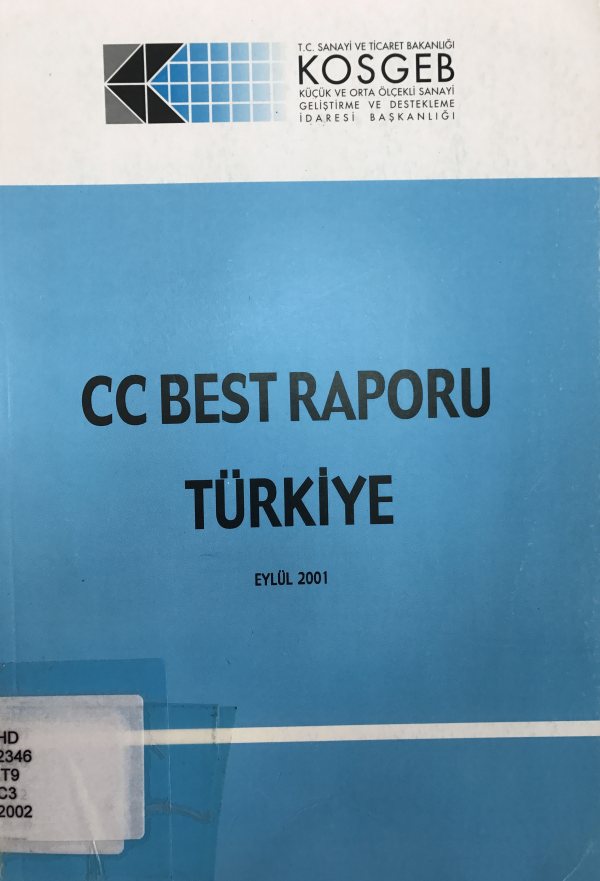 T.C. SANAYİ VE TİCARET BAKANLIĞI
KOSGEB
KÜÇÜK VE ORTA ÖLÇEKLİ SANAYİ
GELİŞTİRME VE DESTEKLEME
İDARESİ BAŞKANLIĞI
CC BEST RAPORU
TÜRKİYE
EYLÜL 2001
HD
2346
T9
C3
2002